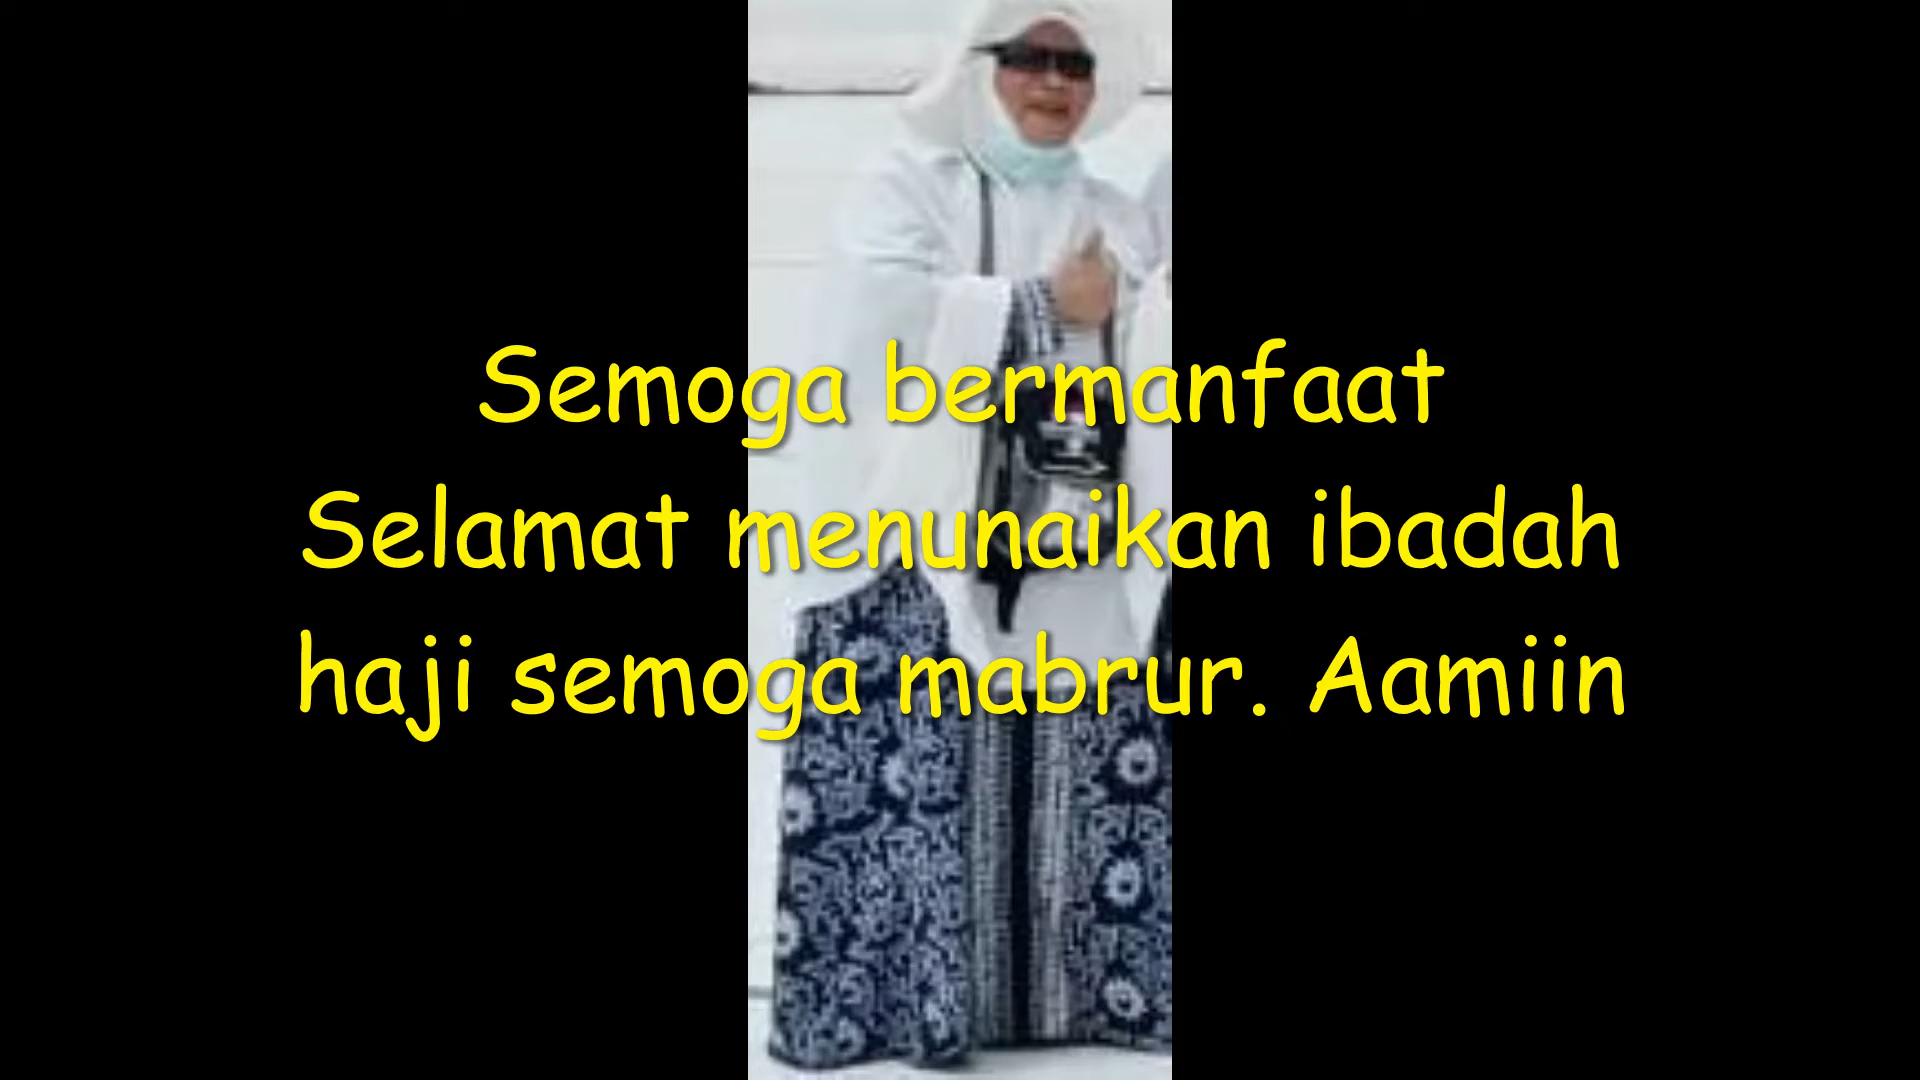 Semoga bermanfaat
Selamat menunaikan ibadah
haji semoga mabrur. Aamiin